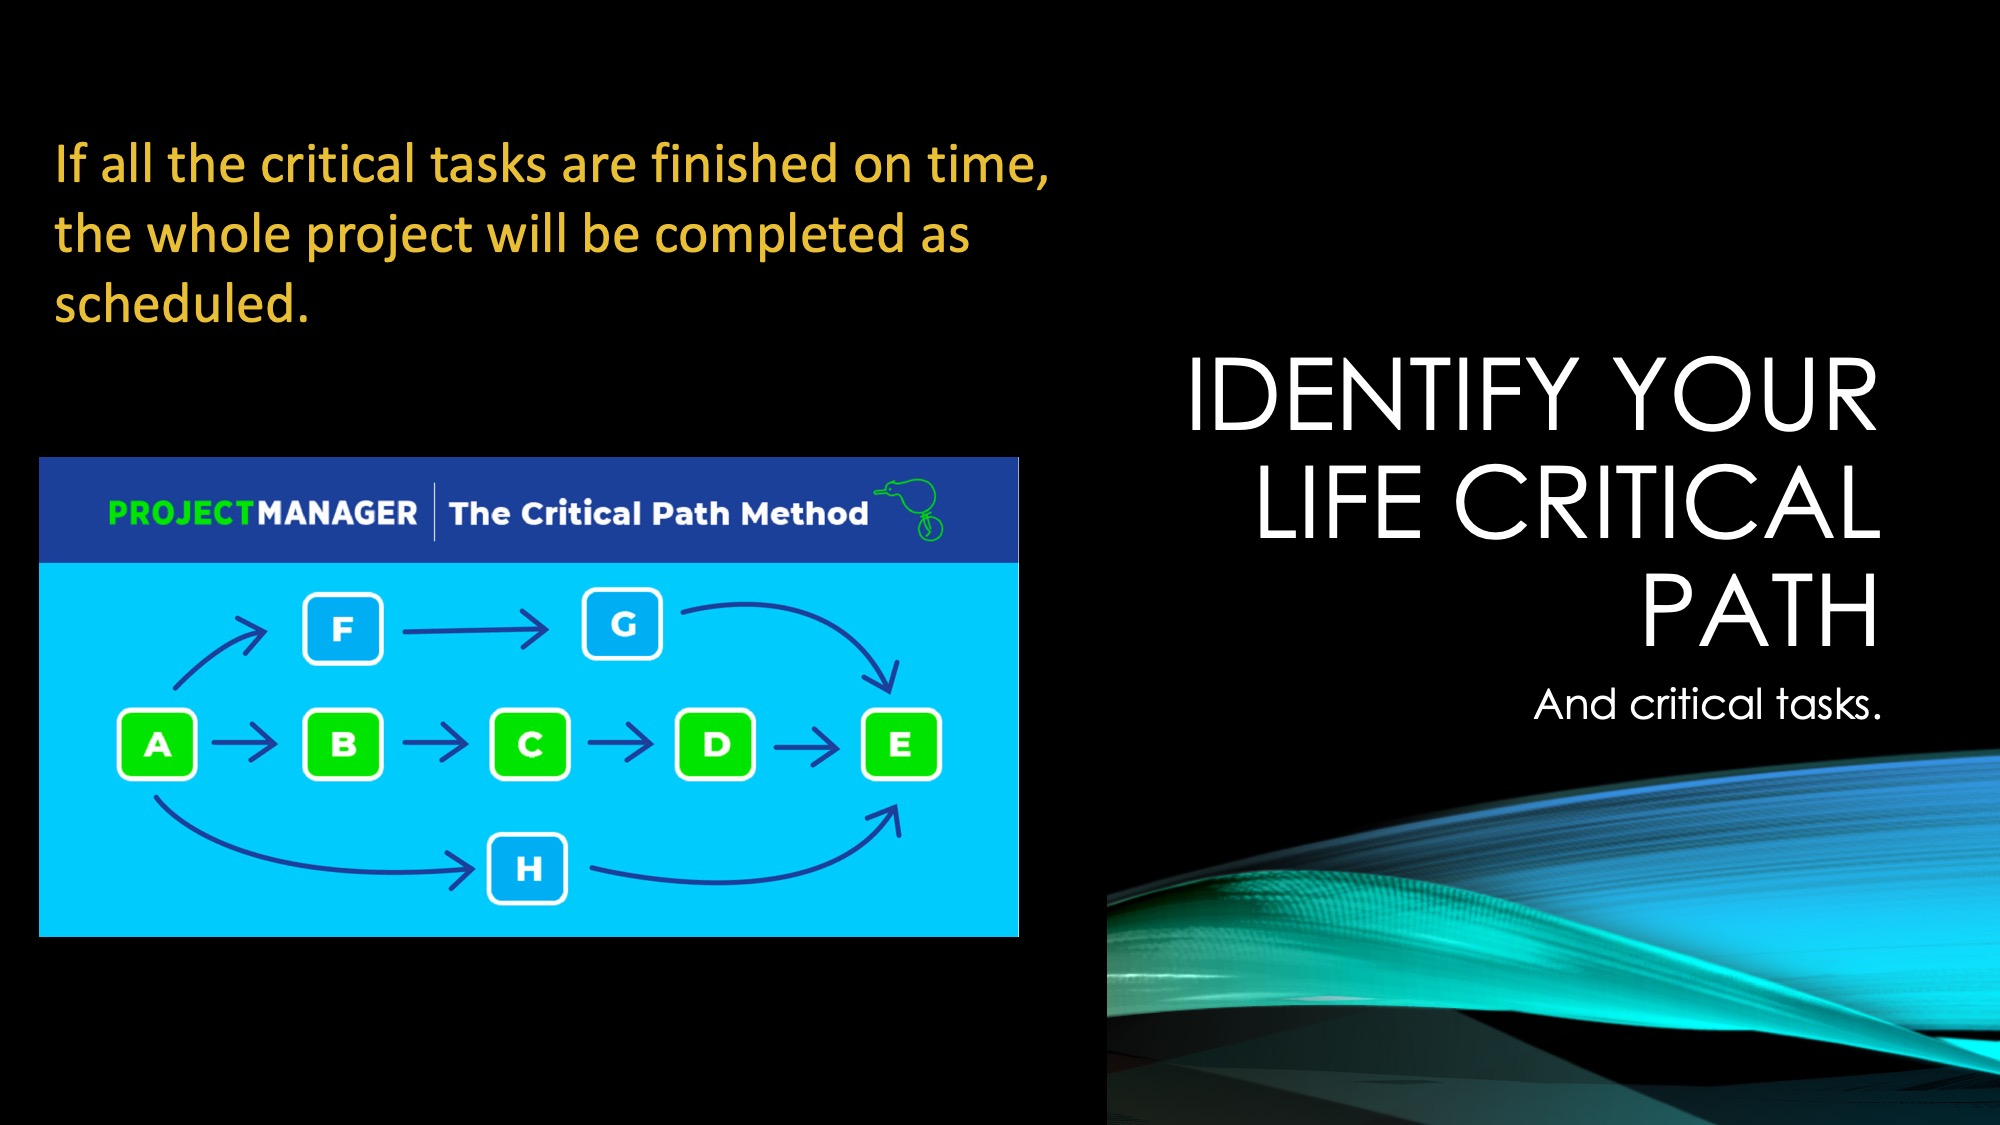 If all the critical tasks are finished on time,
the whole project will be completed as
scheduled.
PROJECTMANAGER The Critical Path Method
F G
A B C D E
H
IDENTIFY YOUR
LIFE CRITICAL
PATH
And critical tasks.